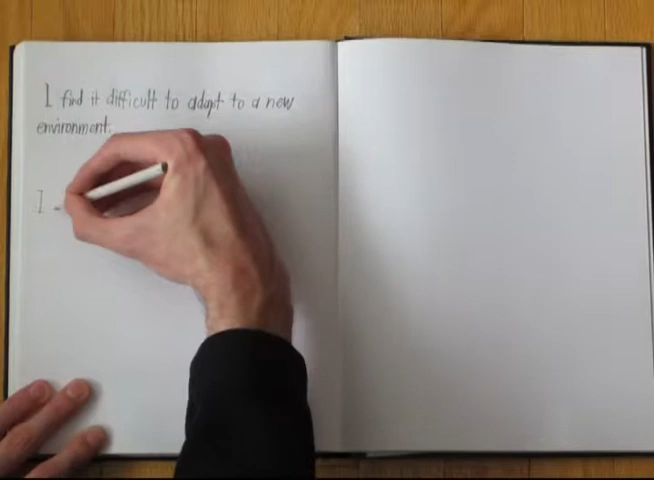 I find it difficult to adapt to a new
environment.
I